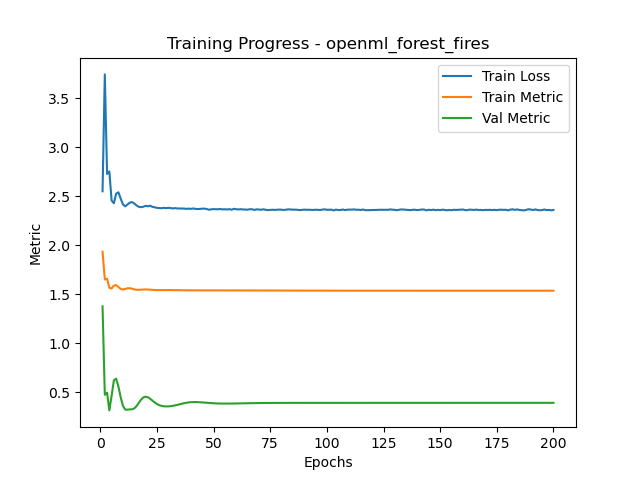 Training Progress - openml_forest_fires
Train Loss
Train Metric
Val Metric
3.5
3.0
2.5
2.0
1.5
1.0
0.5
Metric
0
25
50
75
100
125
150
175
200
Epochs